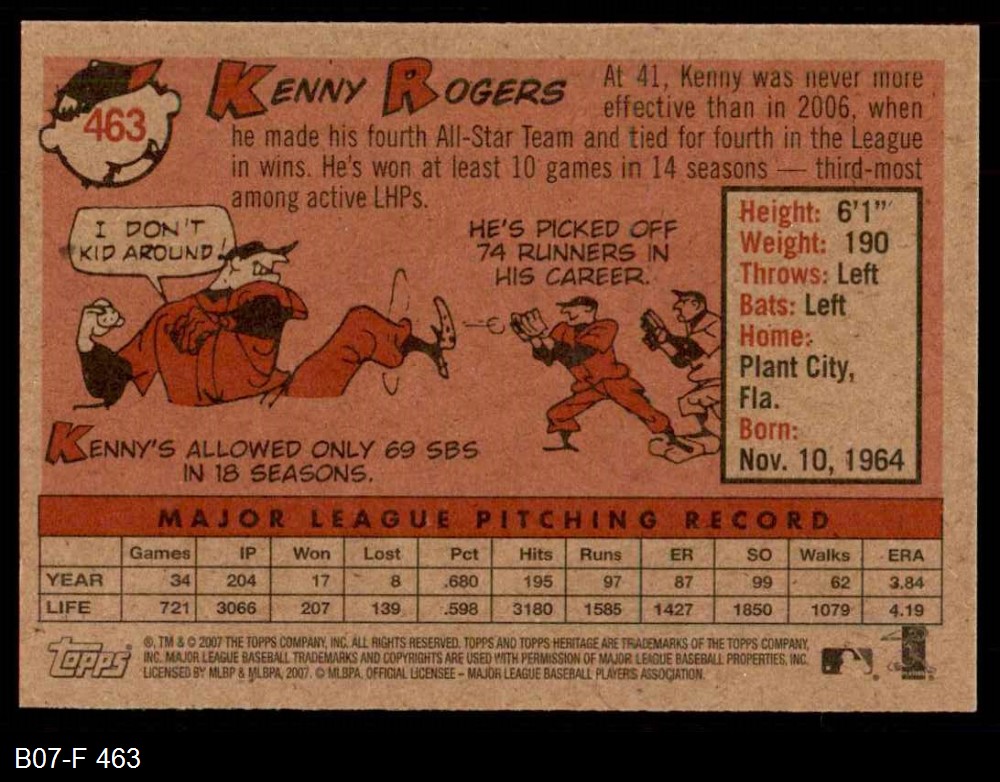 463
KENNY ROGERS
At 41, Kenny was never more
effective than in 2006, when
he made his fourth All-Star Team and tied for fourth in the League
in wins. He's won at least 10 games in 14 seasons — third-most
among active LHPs.
I DON'T
KID AROUND!
HE'S PICKED OFF
74 RUNNERS IN
HIS CAREER.
KENNY'S ALLOWED ONLY 69 SBS
IN 18 SEASONS.
Height: 6'1"
Weight: 190
Throws: Left
Bats: Left
Home:
Plant City,
Fla.
Born:
Nov. 10, 1964
MAJOR LEAGUE PITCHING RECORD
Games IP Won Lost Pct Hits Runs ER SO Walks ERA
YEAR 34 204 17 8 .680 195 97 87 99 62 3.84
LIFE 721 3066 207 139 .598 3180 1585 1427 1850 1079 4.19
Topps
®, TM & © 2007 THE TOPPS COMPANY, INC. ALL RIGHTS RESERVED. TOPPS AND TOPPS HERITAGE ARE TRADEMARKS OF THE TOPPS COMPANY,
INC. MAJOR LEAGUE BASEBALL TRADEMARKS AND COPYRIGHTS ARE USED WITH PERMISSION OF MAJOR LEAGUE BASEBALL PROPERTIES, INC.
LICENSED BY MLBP & MLBPA, 2007. © MLBPA. OFFICIAL LICENSEE – MAJOR LEAGUE BASEBALL PLAYERS ASSOCIATION.
B07-F 463